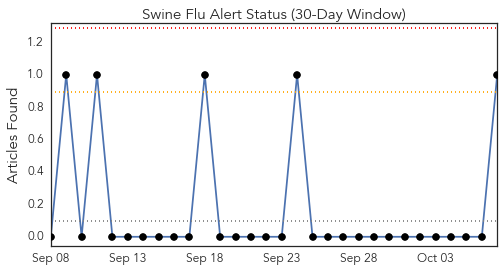 Swine Flu Alert Status (30-Day Window)
Articles Found
1.2
1.0
0.8
0.6
0.4
0.2
0.0
Sep 08 Sep 13 Sep 18 Sep 23 Sep 28 Oct 03